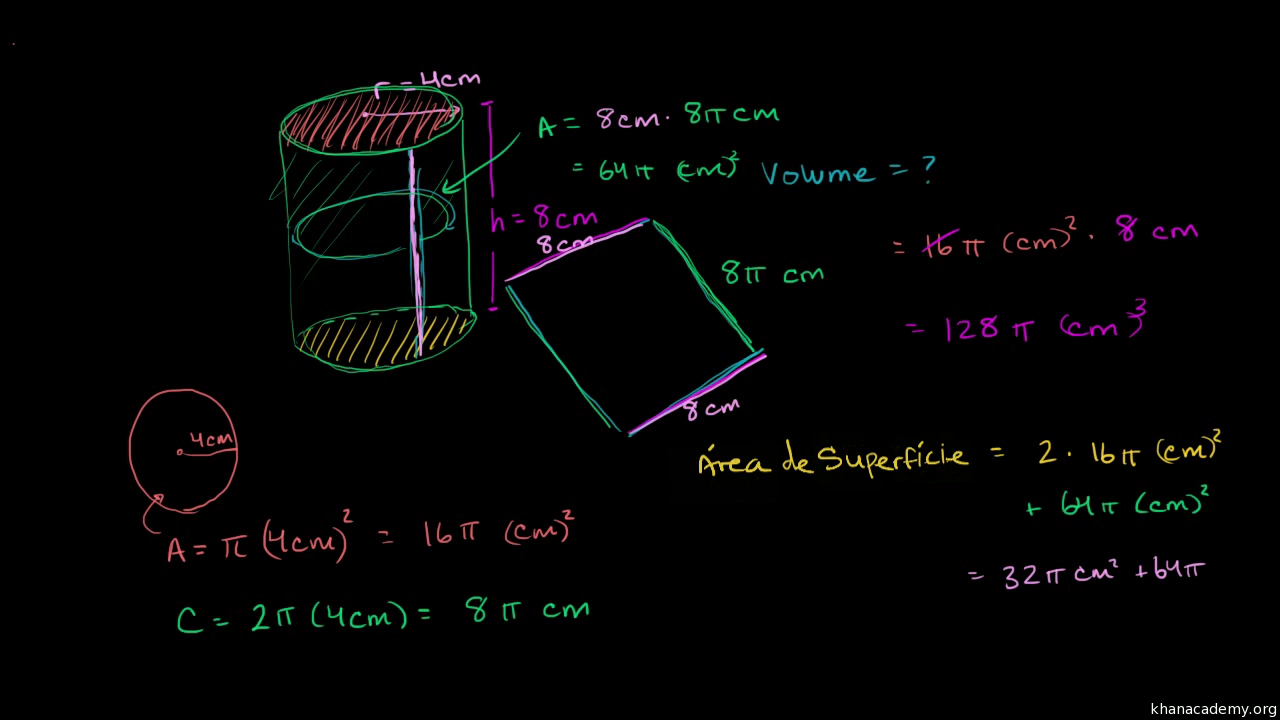 r = 4cm
A = 8cm · 8π cm
= 64π (cm)²
Volume = ?
h = 8cm
8cm
8π cm
8cm
= 16π (cm)² · 8 cm
= 128π (cm)³
4cm
A = π (4cm)² = 16π (cm)²
C = 2π (4cm) = 8π cm
Área de Superfície = 2 · 16π (cm)²
+ 64π (cm)²
= 32π cm² + 64π
khanacademy.org